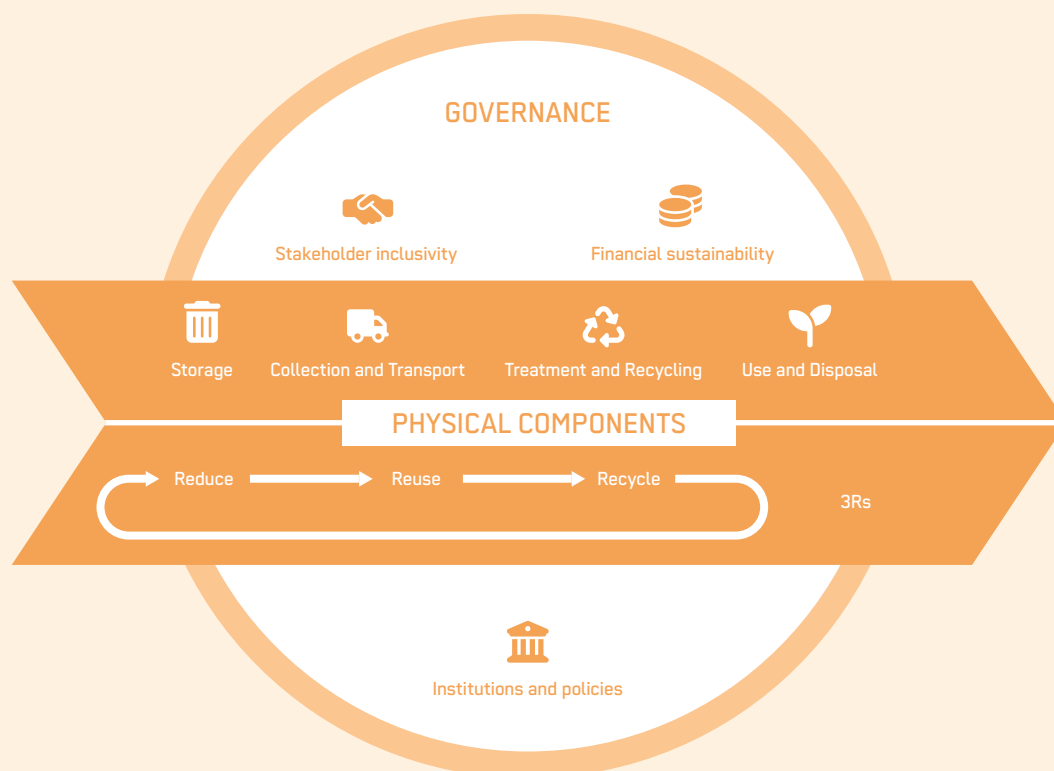 GOVERNANCE
Stakeholder inclusivity
Financial sustainability
Storage
Collection and Transport
Treatment and Recycling
Use and Disposal
PHYSICAL COMPONENTS
Reduce
Reuse
Recycle
3Rs
Institutions and policies